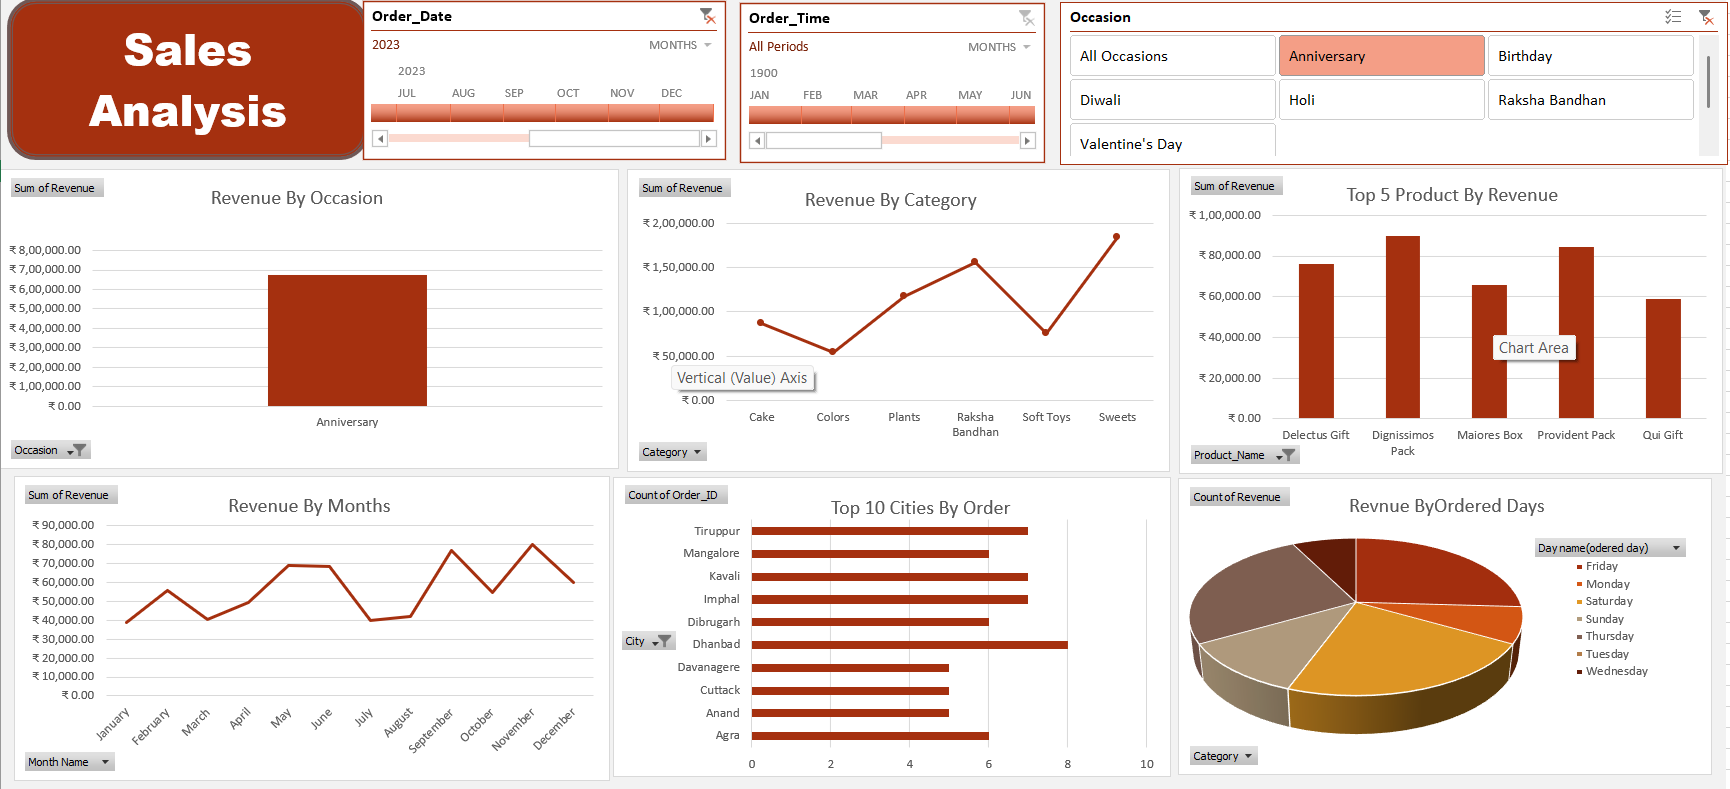 Sales
Analysis
Order_Date
2023
MONTHS
2023
JUL AUG SEP OCT NOV DEC
Order_Time
All Periods
MONTHS
1900
JAN FEB MAR APR MAY JUN
Occasion
All Occasions Anniversary Birthday
Diwali Holi Raksha Bandhan
Valentine's Day
Sum of Revenue
Revenue By Occasion
₹ 8,00,000.00
₹ 7,00,000.00
₹ 6,00,000.00
₹ 5,00,000.00
₹ 4,00,000.00
₹ 3,00,000.00
₹ 2,00,000.00
₹ 1,00,000.00
₹ 0.00
Anniversary
Occasion
Sum of Revenue
Revenue By Category
₹ 2,00,000.00
₹ 1,50,000.00
₹ 1,00,000.00
₹ 50,000.00
Vertical (Value) Axis
₹ 0.00
Cake Colors Plants Raksha Bandhan Soft Toys Sweets
Category
Sum of Revenue
Top 5 Product By Revenue
₹ 1,00,000.00
₹ 80,000.00
₹ 60,000.00
₹ 40,000.00
₹ 20,000.00
₹ 0.00
Chart Area
Delectus Gift Dignissimos Pack Maiores Box Provident Pack Qui Gift
Product_Name
Sum of Revenue
Revenue By Months
₹ 90,000.00
₹ 80,000.00
₹ 70,000.00
₹ 60,000.00
₹ 50,000.00
₹ 40,000.00
₹ 30,000.00
₹ 20,000.00
₹ 10,000.00
₹ 0.00
January February March April May June July August September October November December
Month Name
Count of Order_ID
Top 10 Cities By Order
Tiruppur
Mangalore
Kavali
Imphal
Dibrugarh
City
Dhanbad
Davanagere
Cuttack
Anand
Agra
0 2 4 6 8 10
Count of Revenue
Revnue ByOrdered Days
Day name(odered day)
Friday
Monday
Saturday
Sunday
Thursday
Tuesday
Wednesday
Category